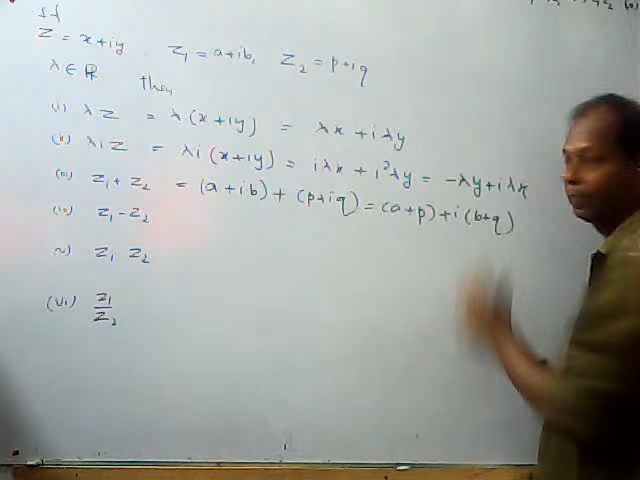 If
z = x+iy z₁ = a+ib, z₂ = p+iq
λ ∈ ℝ then
(i) λz = λ(x+iy) = λx + iλy
(ii) λiz = λi(x+iy) = iλx + i²λy = -λy+iλx
(iii) z₁+z₂ = (a+ib)+(p+iq) = (a+p)+i(b+q)
(iv) z₁-z₂
v) z₁ z₂
(vi) z₁/z₂